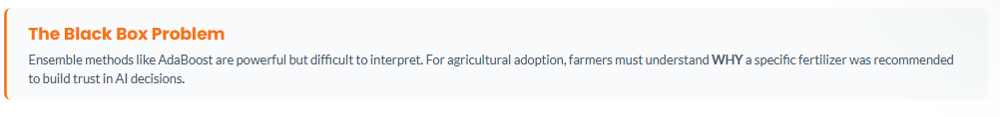 The Black Box Problem
Ensemble methods like AdaBoost are powerful but difficult to interpret. For agricultural adoption, farmers must understand WHY a specific fertilizer was recommended
to build trust in AI decisions.